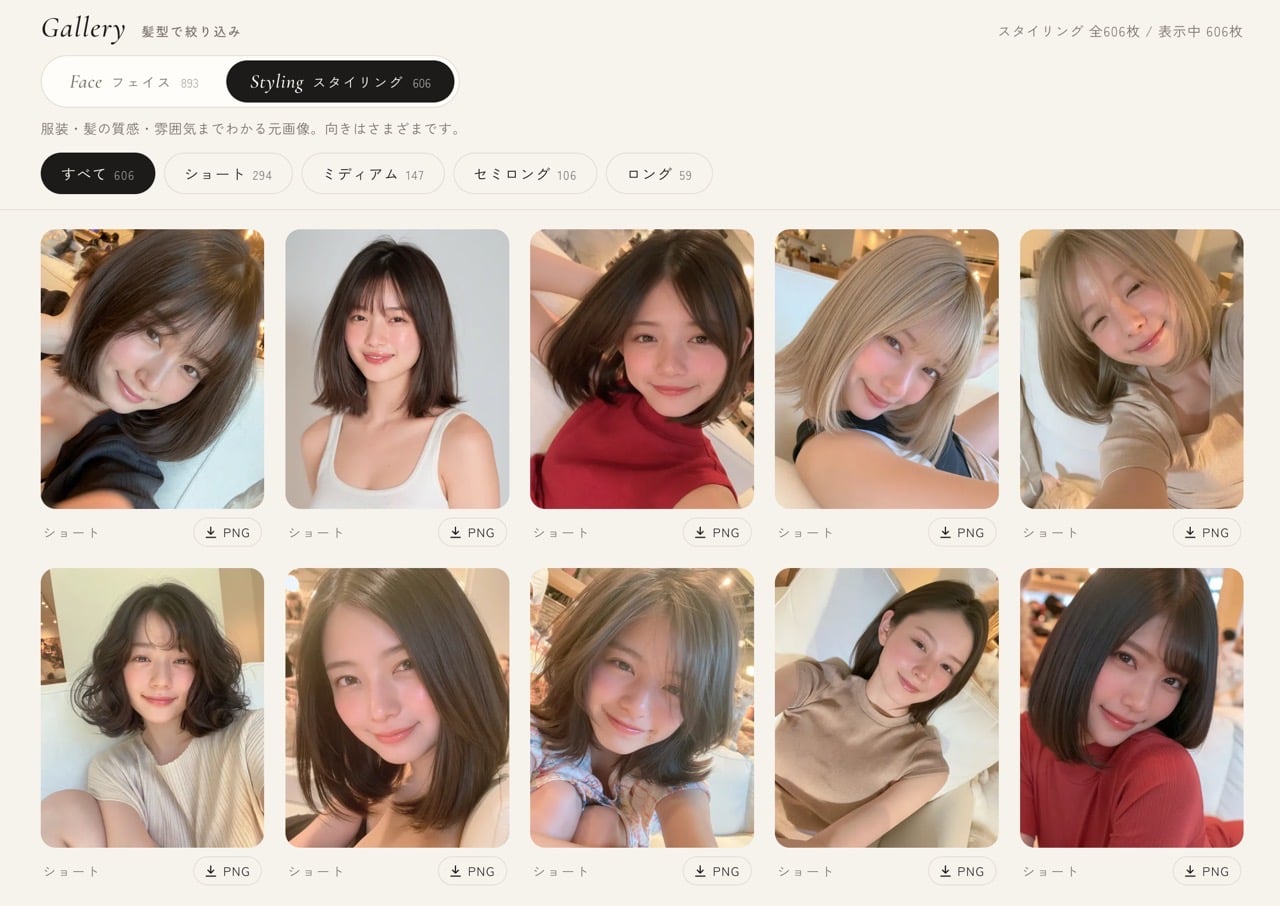 Gallery 髪型で絞り込み スタイリング 全606枚 / 表示中 606枚
Face フェイス 893 Styling スタイリング 606
服装・髪の質感・雰囲気までわかる元画像。向きはさまざまです。
すべて 606 ショート 294 ミディアム 147 セミロング 106 ロング 59
ショート PNG ショート PNG ショート PNG ショート PNG ショート PNG
ショート PNG ショート PNG ショート PNG ショート PNG ショート PNG